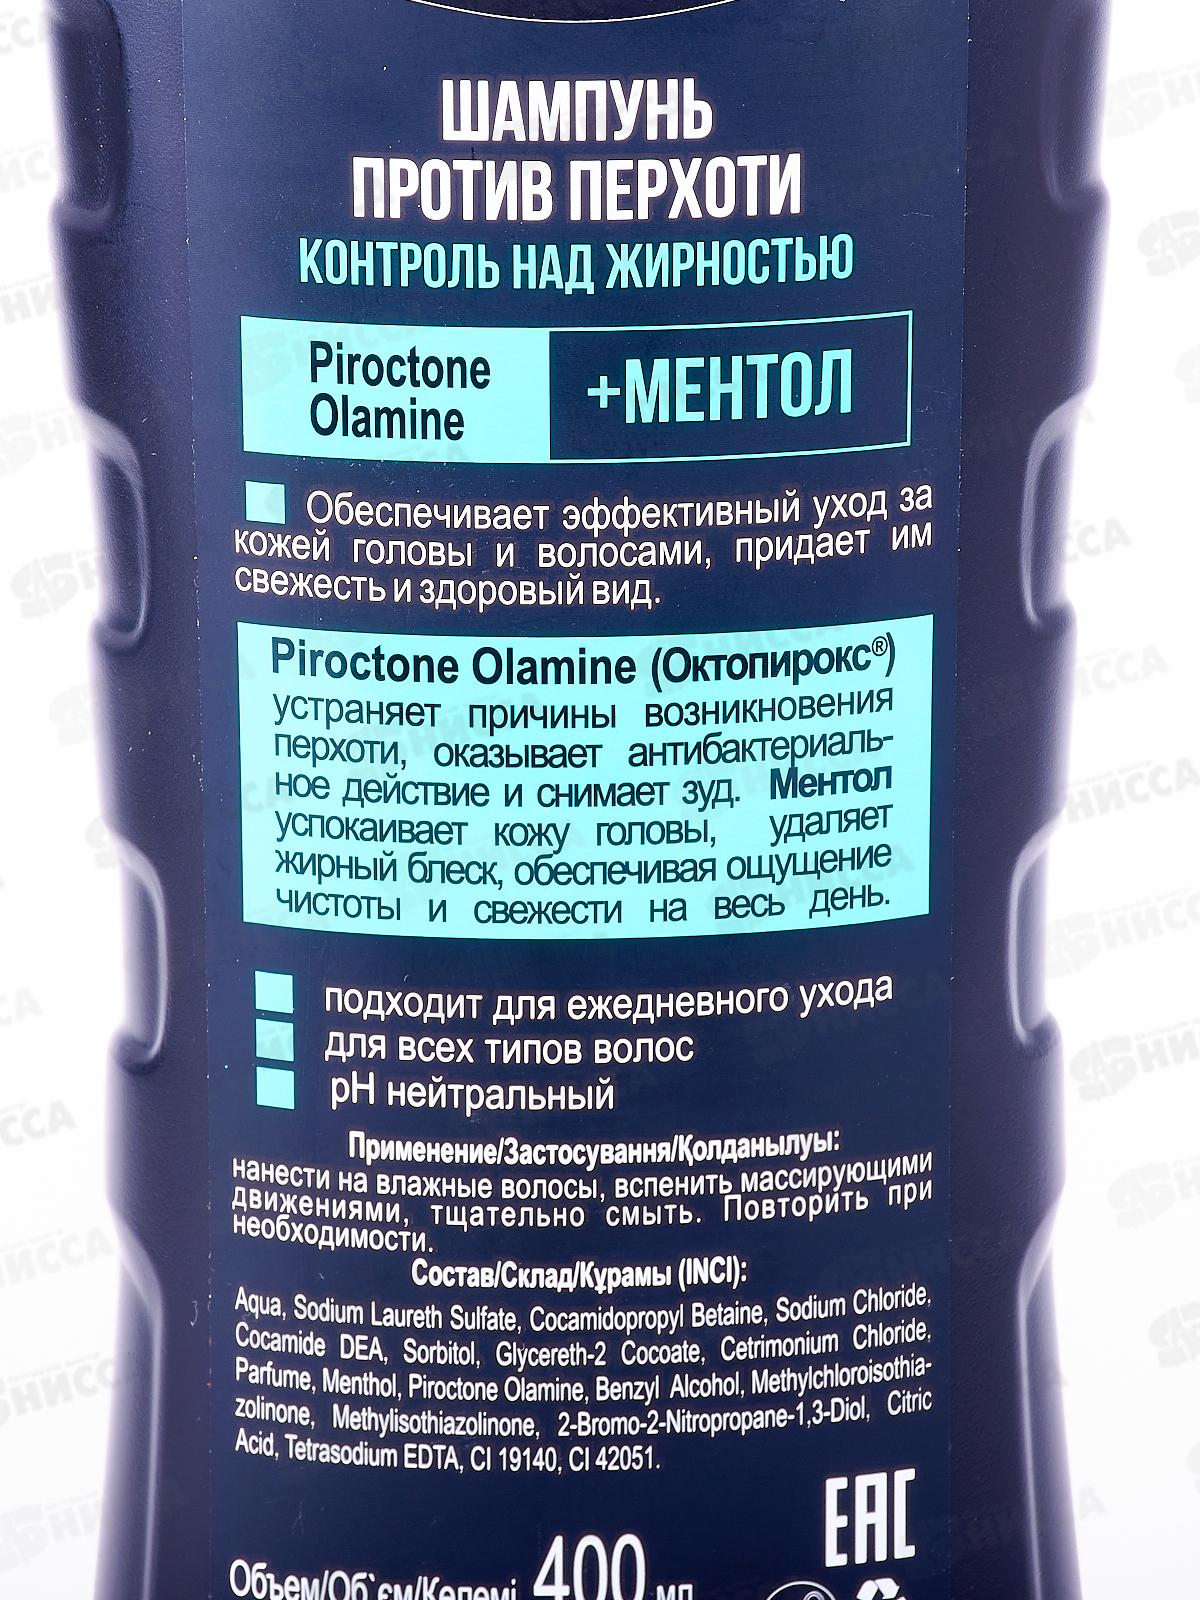 ШАМПУНЬ
ПРОТИВ ПЕРХОТИ
КОНТРОЛЬ НАД ЖИРНОСТЬЮ
Piroctone
Olamine
+МЕНТОЛ
Обеспечивает эффективный уход за
кожей головы и волосами, придает им
свежесть и здоровый вид.
Piroctone Olamine (Октопирокс®)
устраняет причины возникновения
перхоти, оказывает антибактериаль-
ное действие и снимает зуд. Ментол
успокаивает кожу головы, удаляет
жирный блеск, обеспечивая ощущение
чистоты и свежести на весь день.
подходит для ежедневного ухода
для всех типов волос
pH нейтральный
Применение/Застосування/Қолданылуы:
нанести на влажные волосы, вспенить массирующими
движениями, тщательно смыть. Повторить при
необходимости.
Состав/Склад/Құрамы (INCI):
Aqua, Sodium Laureth Sulfate, Cocamidopropyl Betaine, Sodium Chloride,
Cocamide DEA, Sorbitol, Glycereth-2 Cocoate, Cetrimonium Chloride,
Parfume, Menthol, Piroctone Olamine, Benzyl Alcohol, Methylchloroisothia-
zolinone, Methylisothiazolinone, 2-Bromo-2-Nitropropane-1,3-Diol, Citric
Acid, Tetrasodium EDTA, CI 19140, CI 42051.
EAC
Объем/Об`єм/Көлемі 400 мл